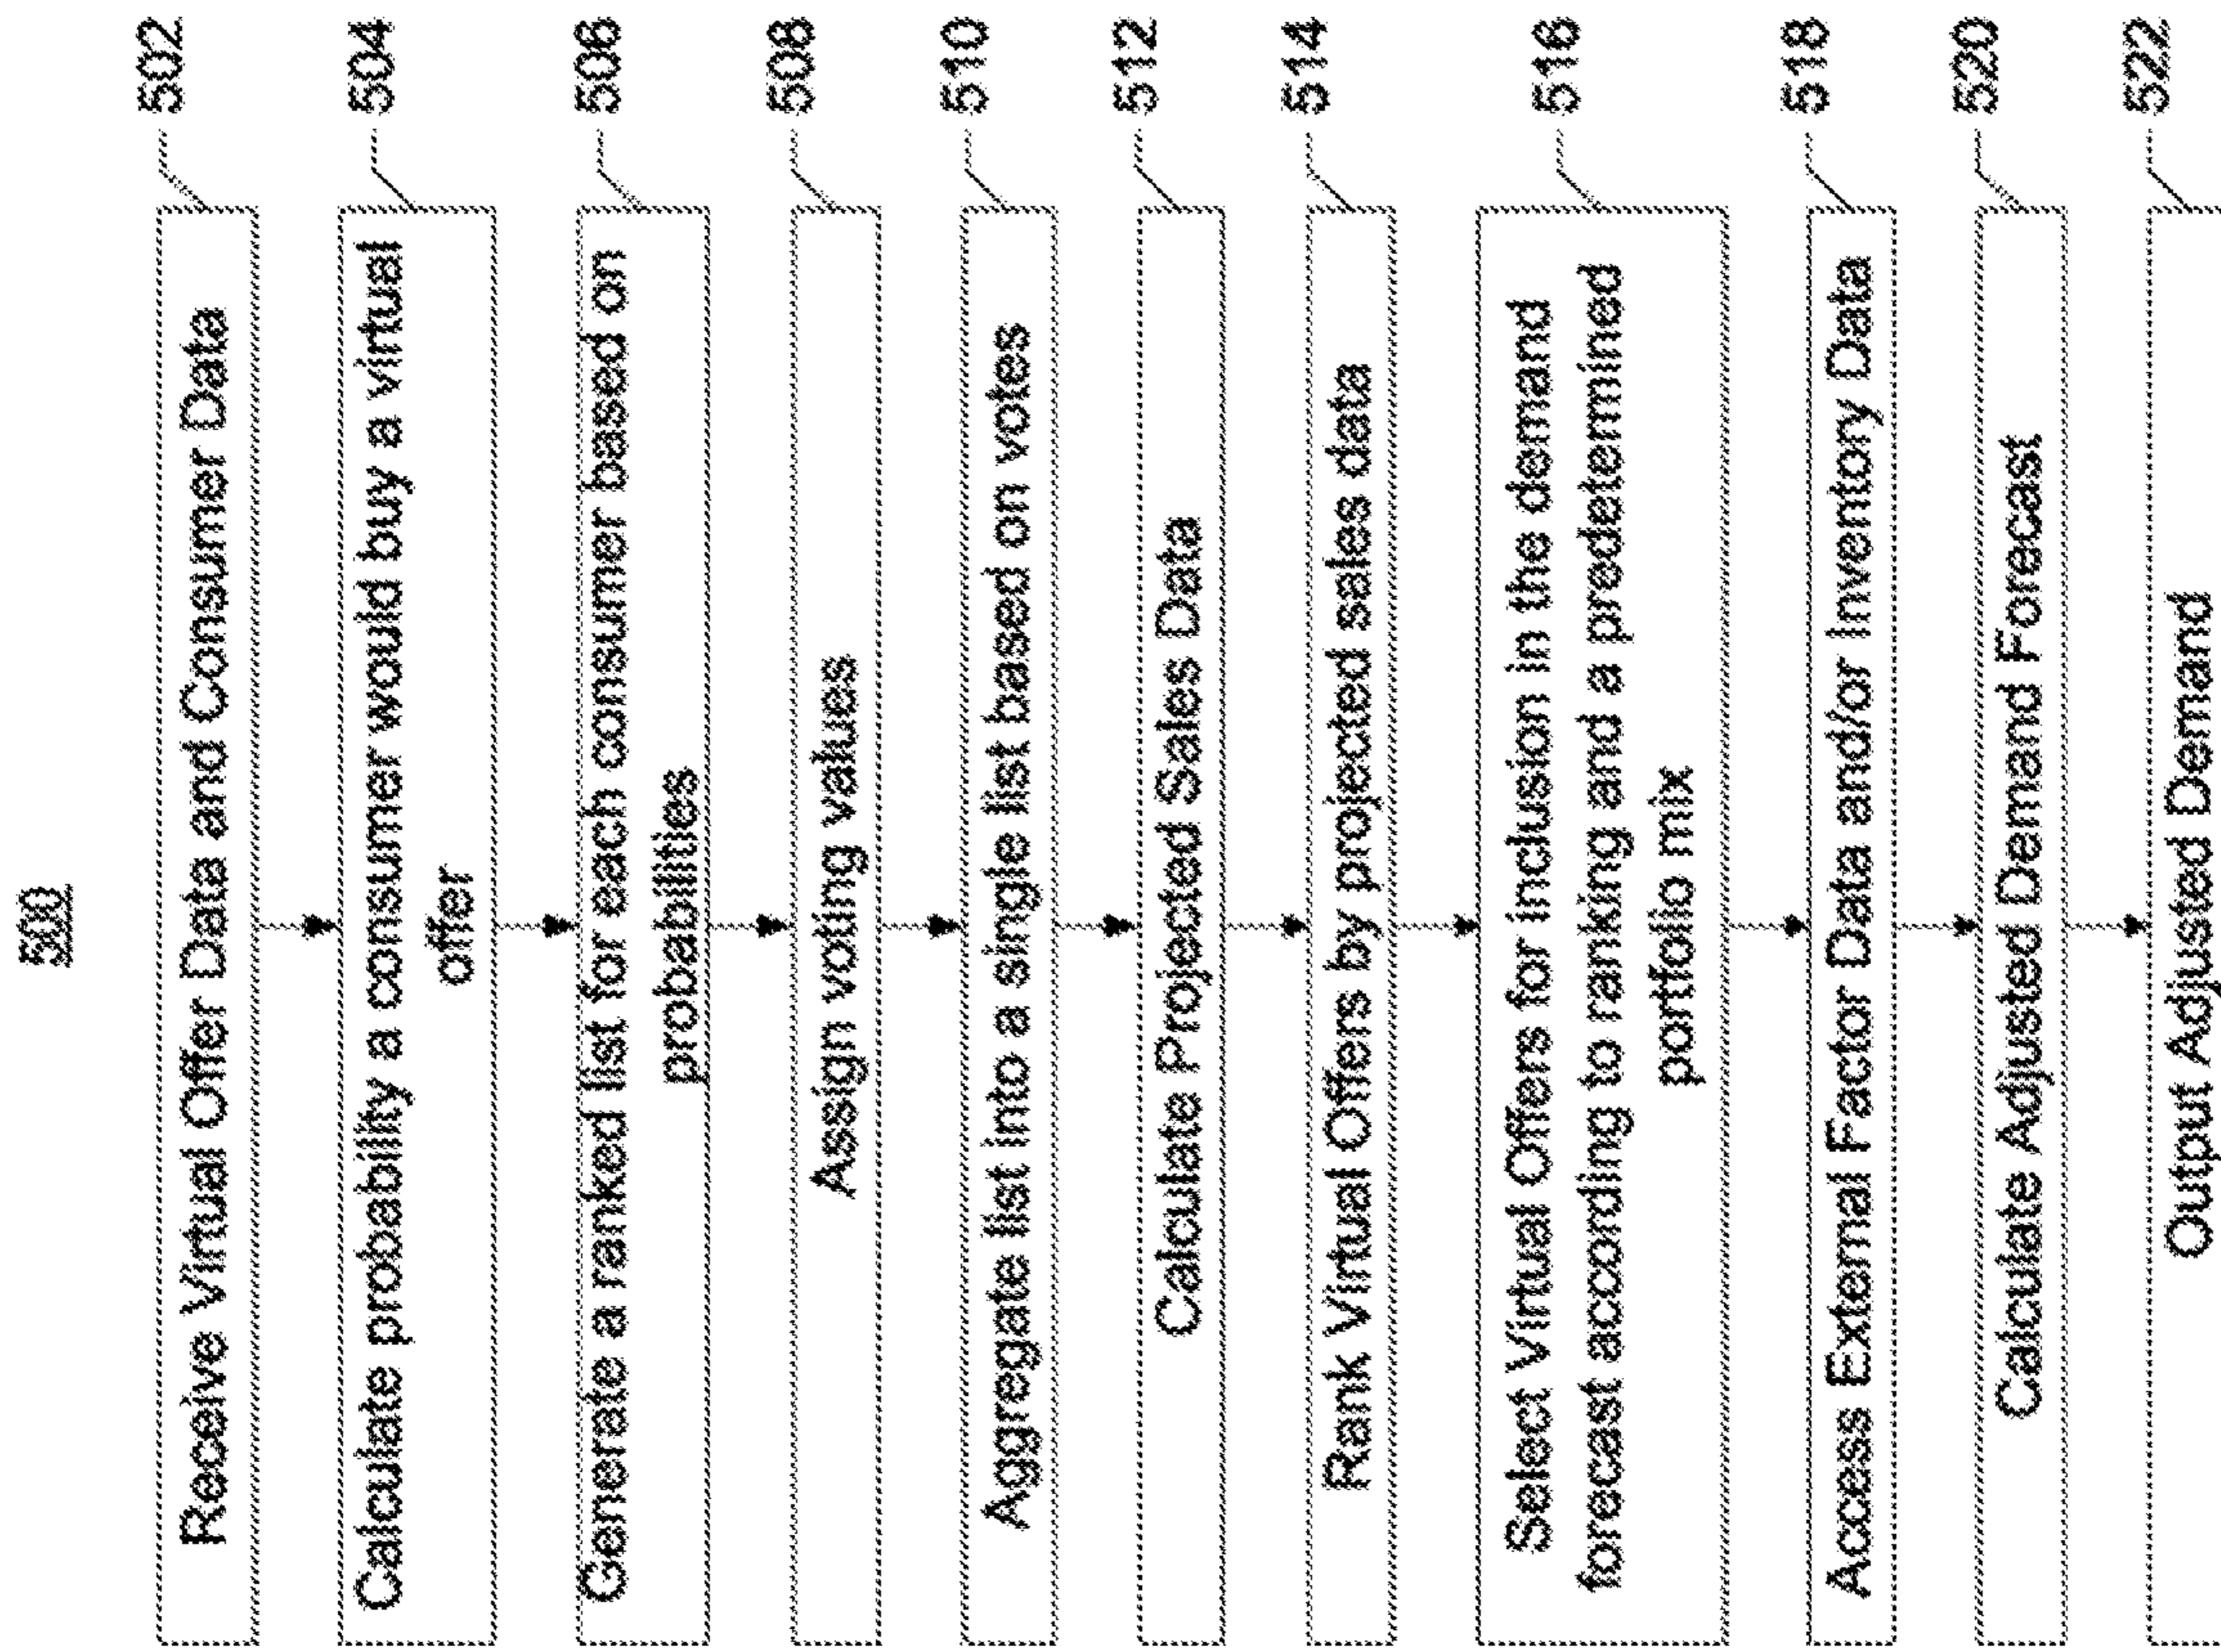 500
Receive Virtual Offer Data and Consumer Data
502
Calculate probability a consumer would buy a virtual
offer
504
Generate a ranked list for each consumer based on
probabilities
506
Assign voting values
508
Aggregate list into a single list based on votes
510
Calculate Projected Sales Data
512
Rank Virtual Offers by projected sales data
514
Select Virtual Offers for inclusion in the demand
forecast according to ranking and a predetermined
portfolio mix
516
Access External Factor Data and/or Inventory Data
518
Calculate Adjusted Demand Forecast
520
Output Adjusted Demand
522